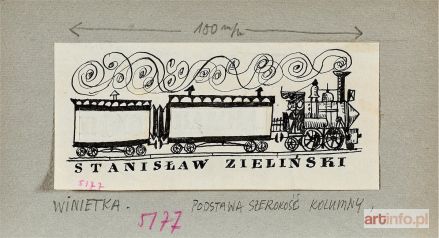 100 m/m
STANISŁAW ZIELIŃSKI
5177
WINIETKA. PODSTAWA SZEROKOŚĆ KOLUMNY.
5177
artinfo.pl